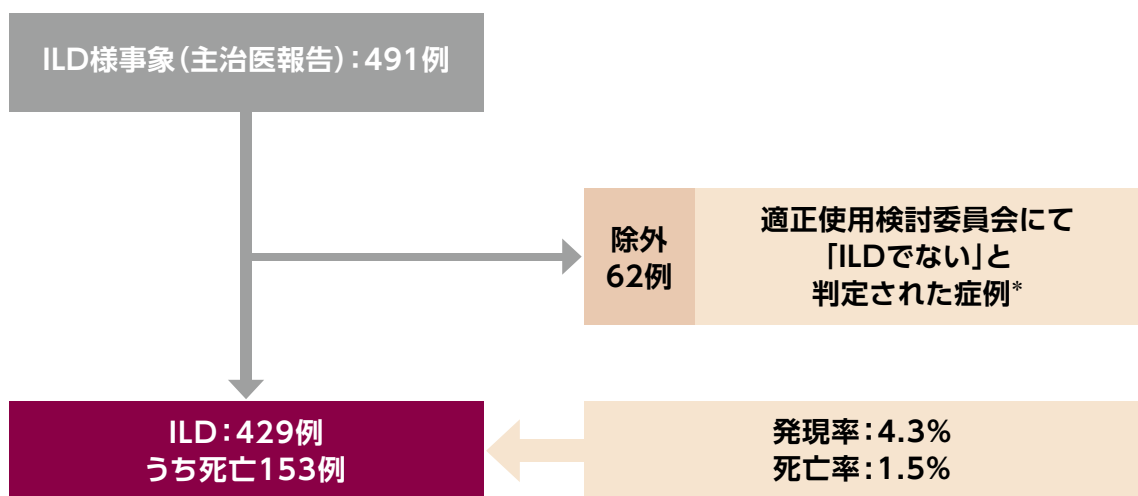 ILD様事象（主治医報告）：491例
除外
62例
適正使用検討委員会にて
「ILDでない」と
判定された症例*
ILD：429例
うち死亡153例
発現率：4.3%
死亡率：1.5%